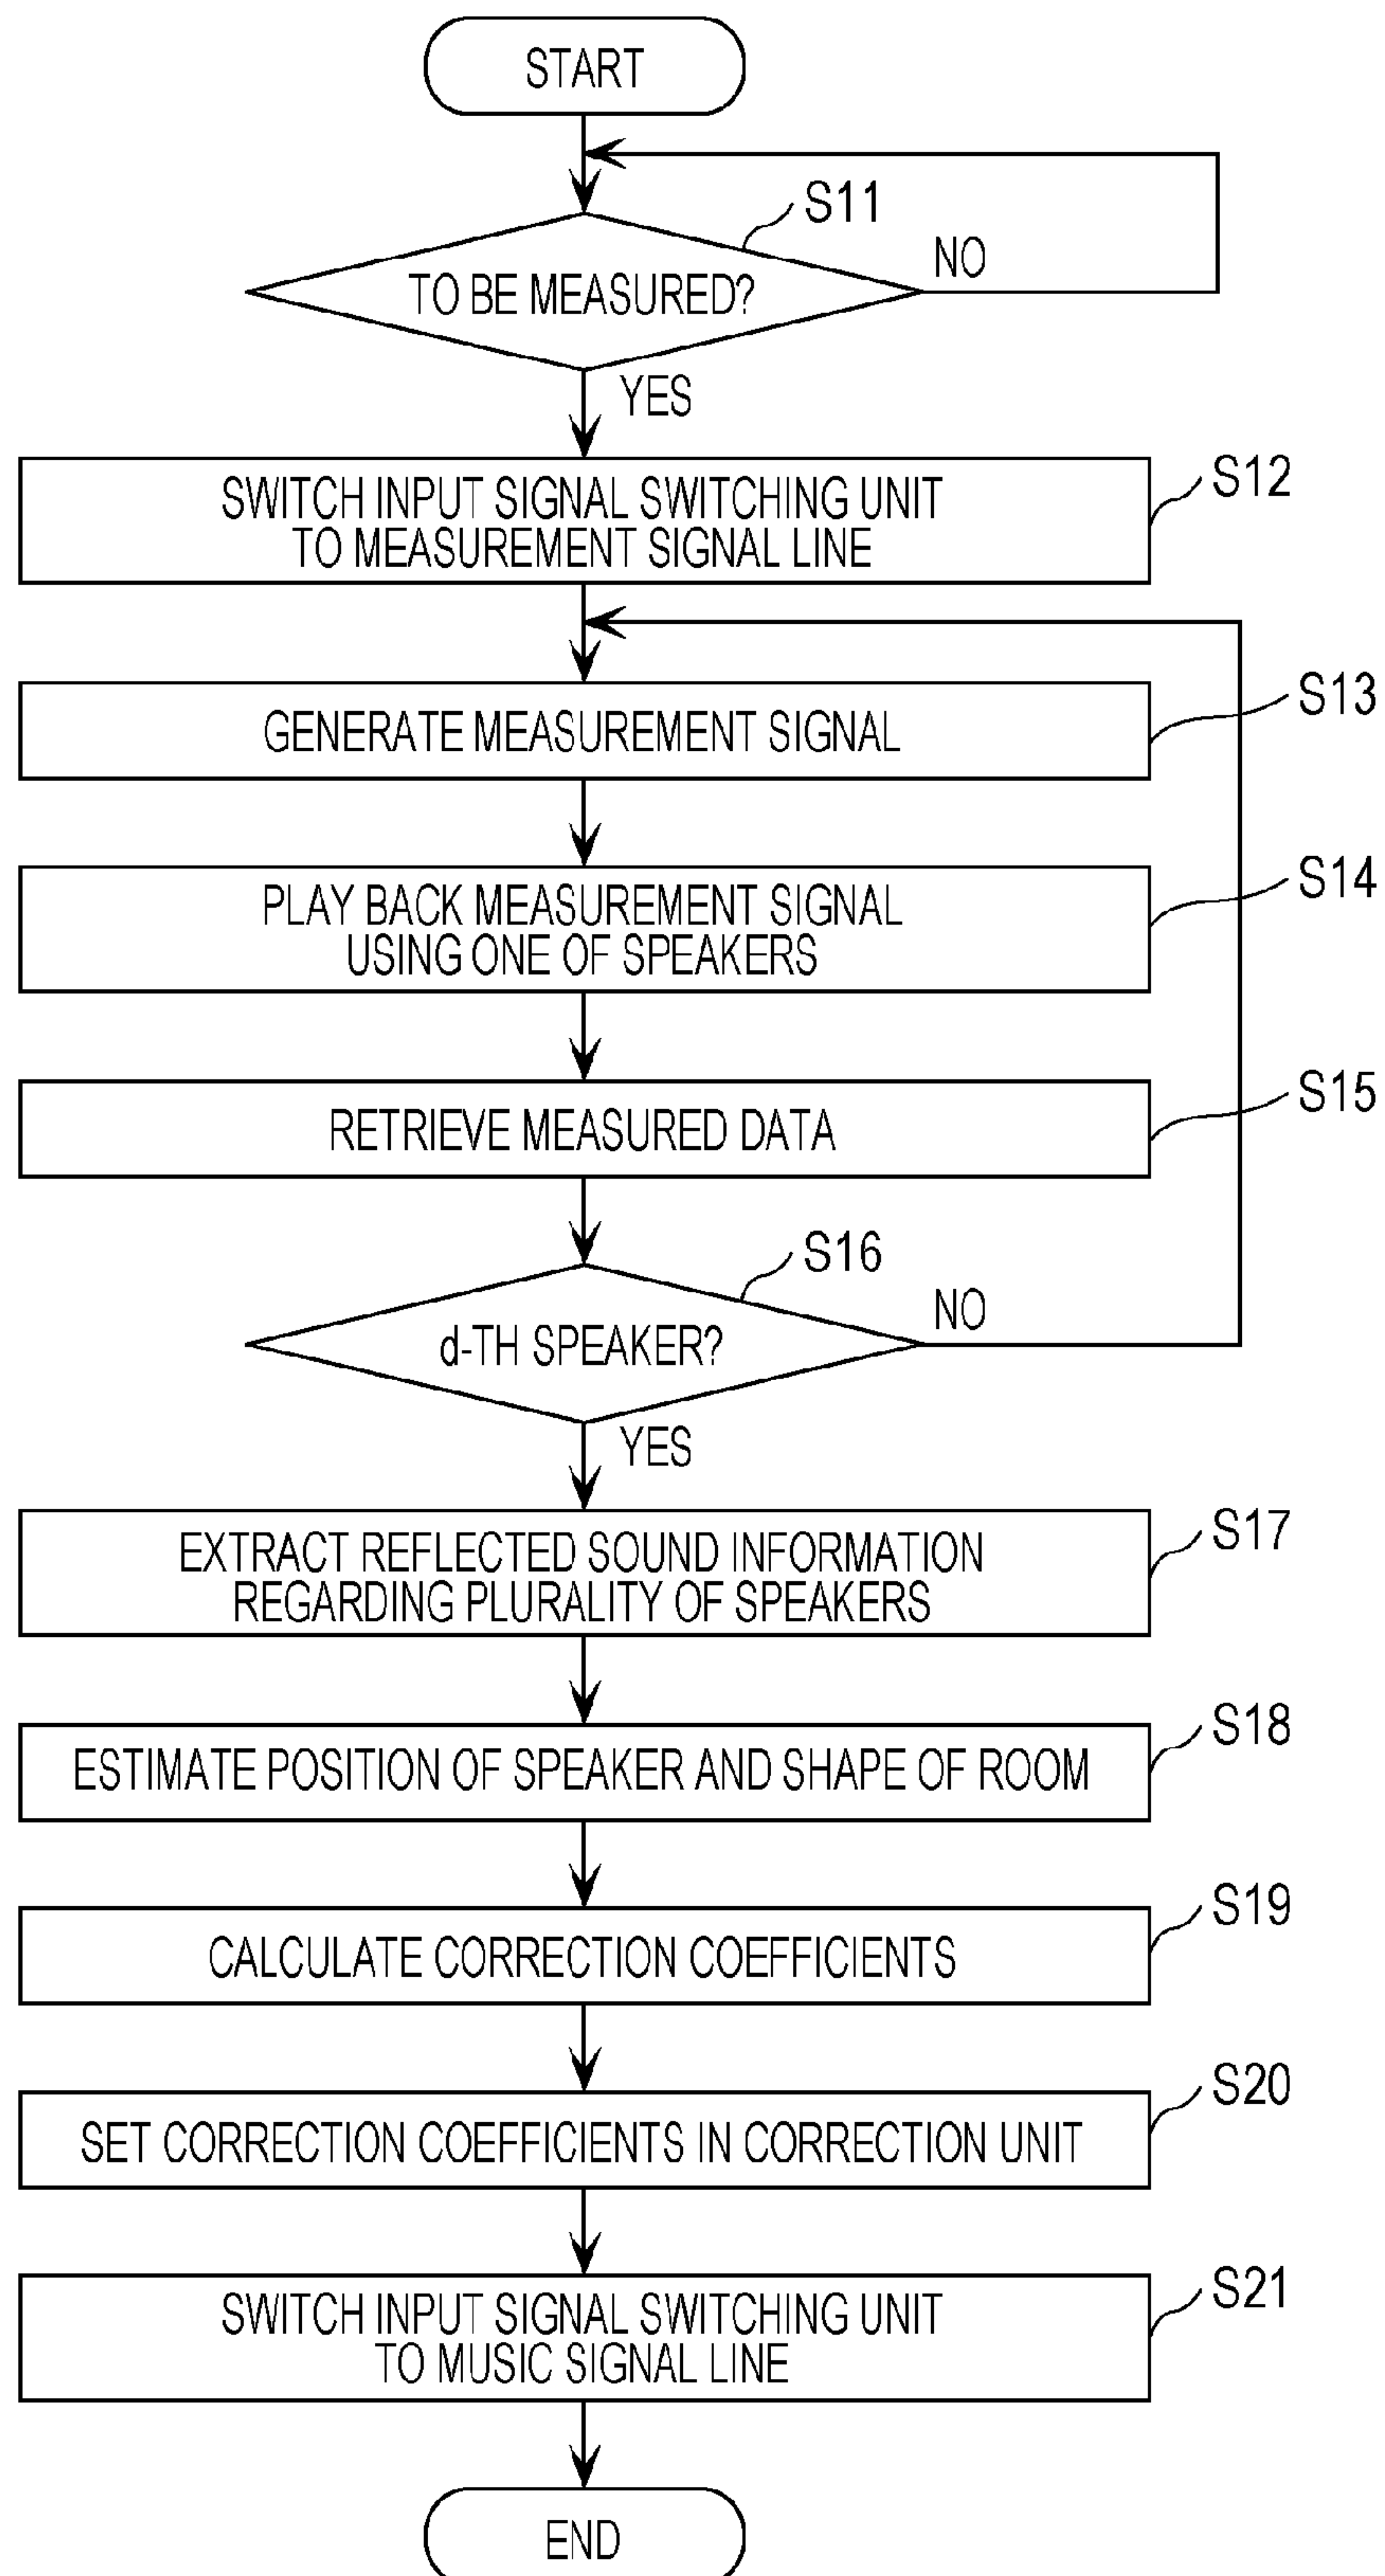 START
S11
TO BE MEASURED?
NO
YES
S12
SWITCH INPUT SIGNAL SWITCHING UNIT
TO MEASUREMENT SIGNAL LINE
S13
GENERATE MEASUREMENT SIGNAL
S14
PLAY BACK MEASUREMENT SIGNAL
USING ONE OF SPEAKERS
S15
RETRIEVE MEASURED DATA
S16
d-TH SPEAKER?
NO
YES
S17
EXTRACT REFLECTED SOUND INFORMATION
REGARDING PLURALITY OF SPEAKERS
S18
ESTIMATE POSITION OF SPEAKER AND SHAPE OF ROOM
S19
CALCULATE CORRECTION COEFFICIENTS
S20
SET CORRECTION COEFFICIENTS IN CORRECTION UNIT
S21
SWITCH INPUT SIGNAL SWITCHING UNIT
TO MUSIC SIGNAL LINE
END